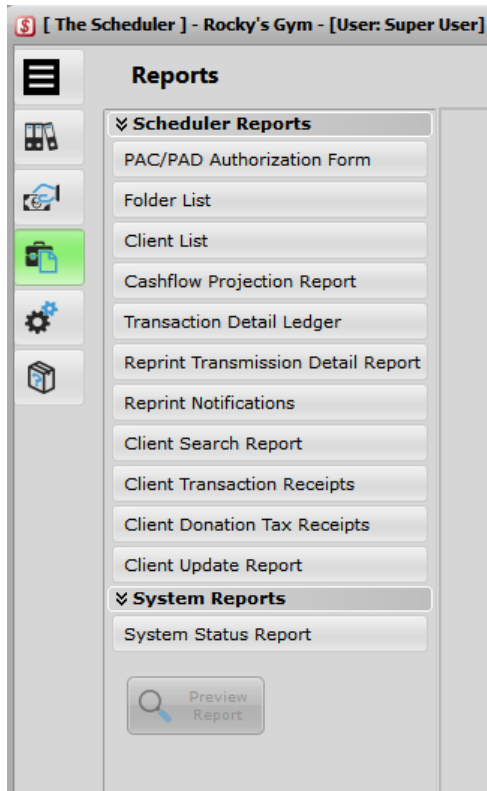 [ The Scheduler ] - Rocky's Gym - [User: Super User]
Reports
Scheduler Reports
PAC/PAD Authorization Form
Folder List
Client List
Cashflow Projection Report
Transaction Detail Ledger
Reprint Transmission Detail Report
Reprint Notifications
Client Search Report
Client Transaction Receipts
Client Donation Tax Receipts
Client Update Report
System Reports
System Status Report
Preview
Report